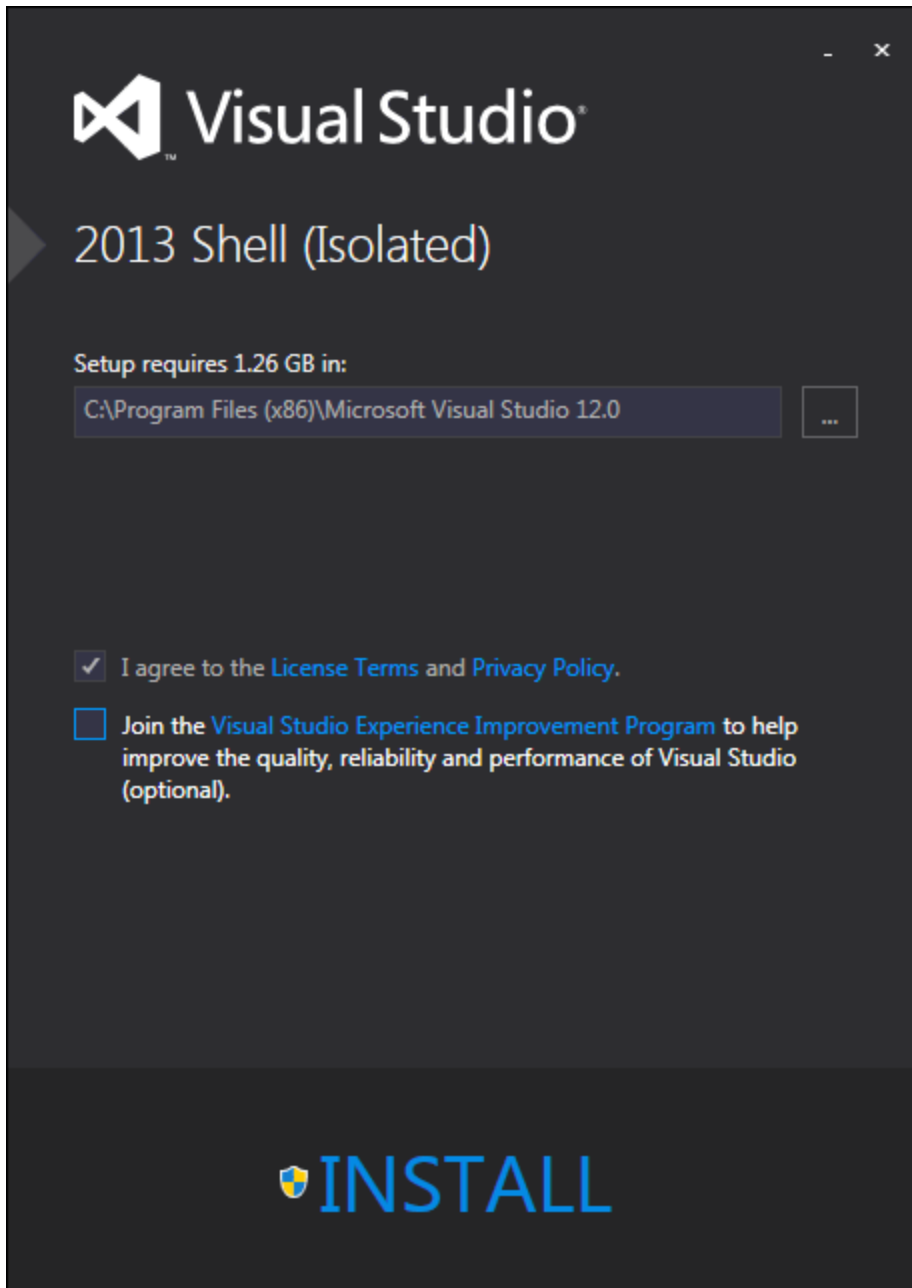 Visual Studio®
™
2013 Shell (Isolated)
Setup requires 1.26 GB in:
C:\Program Files (x86)\Microsoft Visual Studio 12.0
...
I agree to the License Terms and Privacy Policy.
Join the Visual Studio Experience Improvement Program to help
improve the quality, reliability and performance of Visual Studio
(optional).
INSTALL